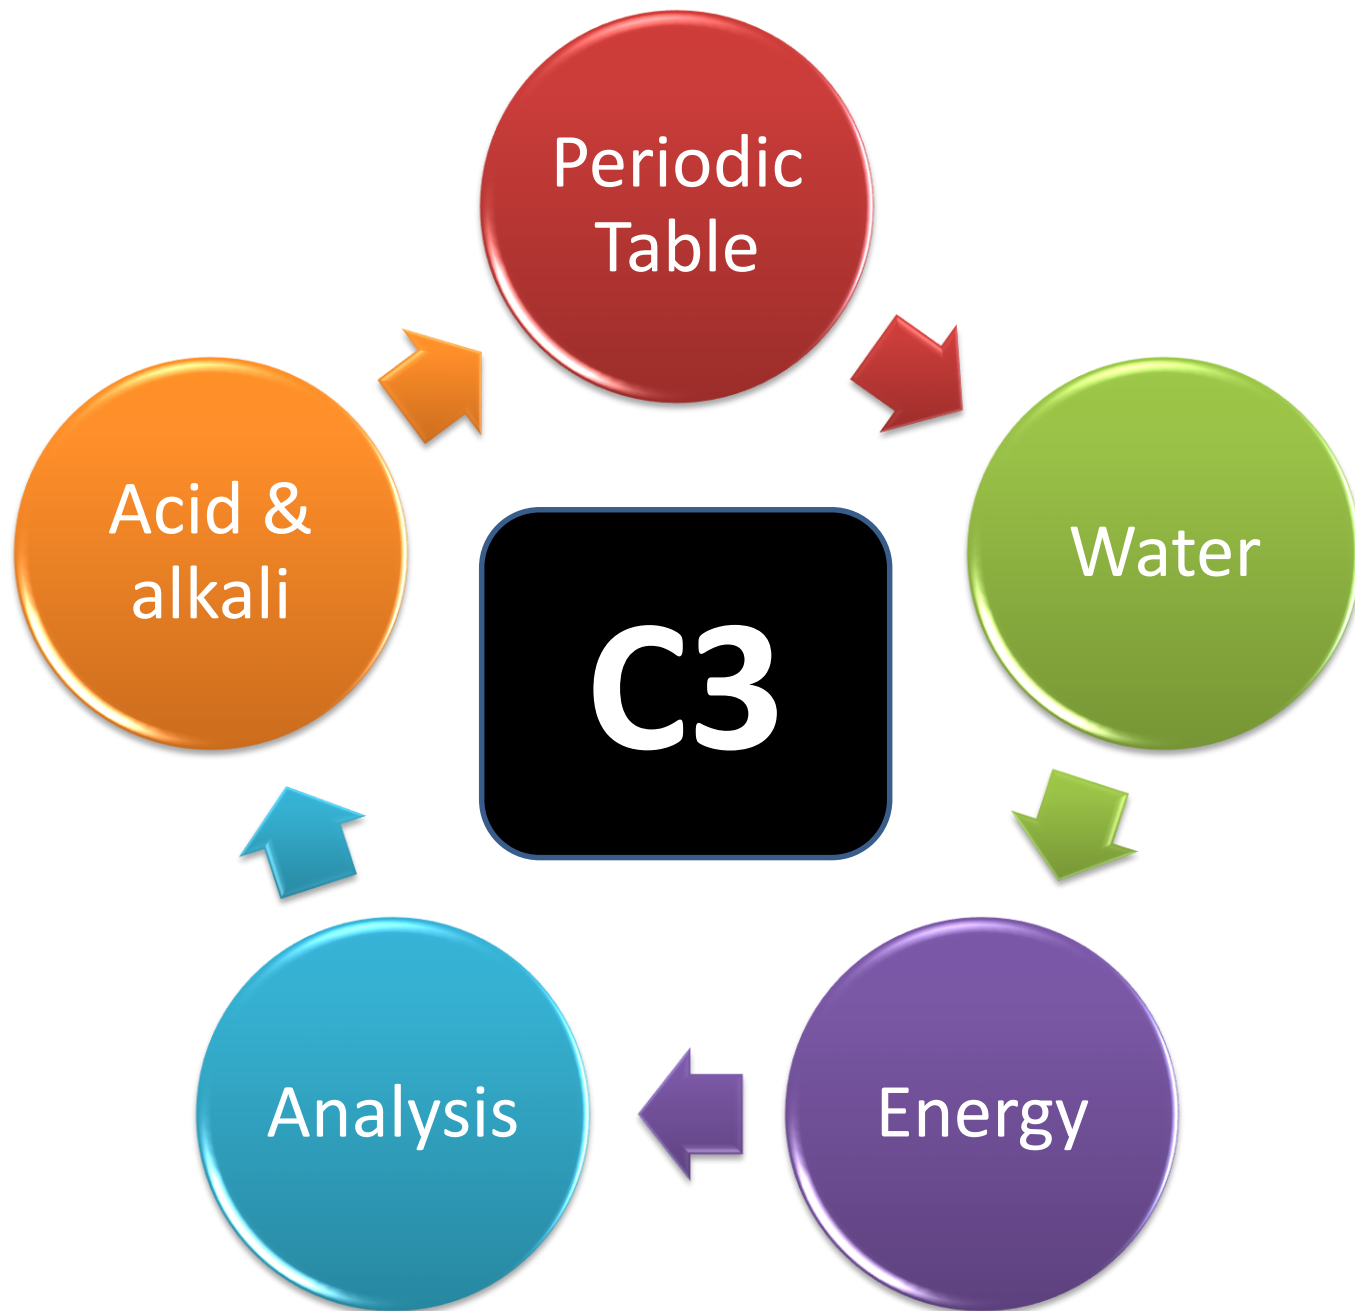 Periodic
Table
Water
Energy
Analysis
Acid &
alkali
C3